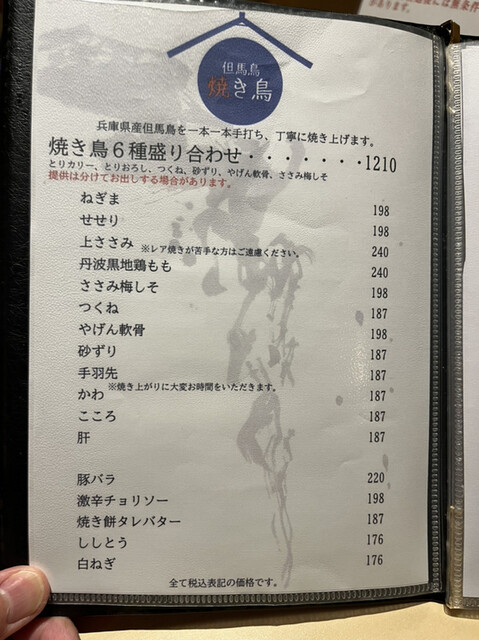 但馬鳥
焼き鳥
兵庫県産但馬鳥を一本一本手打ち、丁寧に焼き上げます。
焼き鳥６種盛り合わせ・・・・・・・1210
とりカリー、とりおろし、つくね、砂ずり、やげん軟骨、ささみ梅しそ
提供は分けてお出しする場合があります。
ねぎま 198
せせり 198
上ささみ ※レア焼きが苦手な方はご遠慮ください。 240
丹波黒地鶏もも 240
ささみ梅しそ 198
つくね 187
やげん軟骨 198
砂ずり 187
手羽先 187
かわ ※焼き上がりに大変お時間をいただきます。 187
こころ 187
肝 187
豚バラ 220
激辛チョリソー 198
焼き餅タレバター 187
ししとう 176
白ねぎ 176
全て税込表記の価格です。